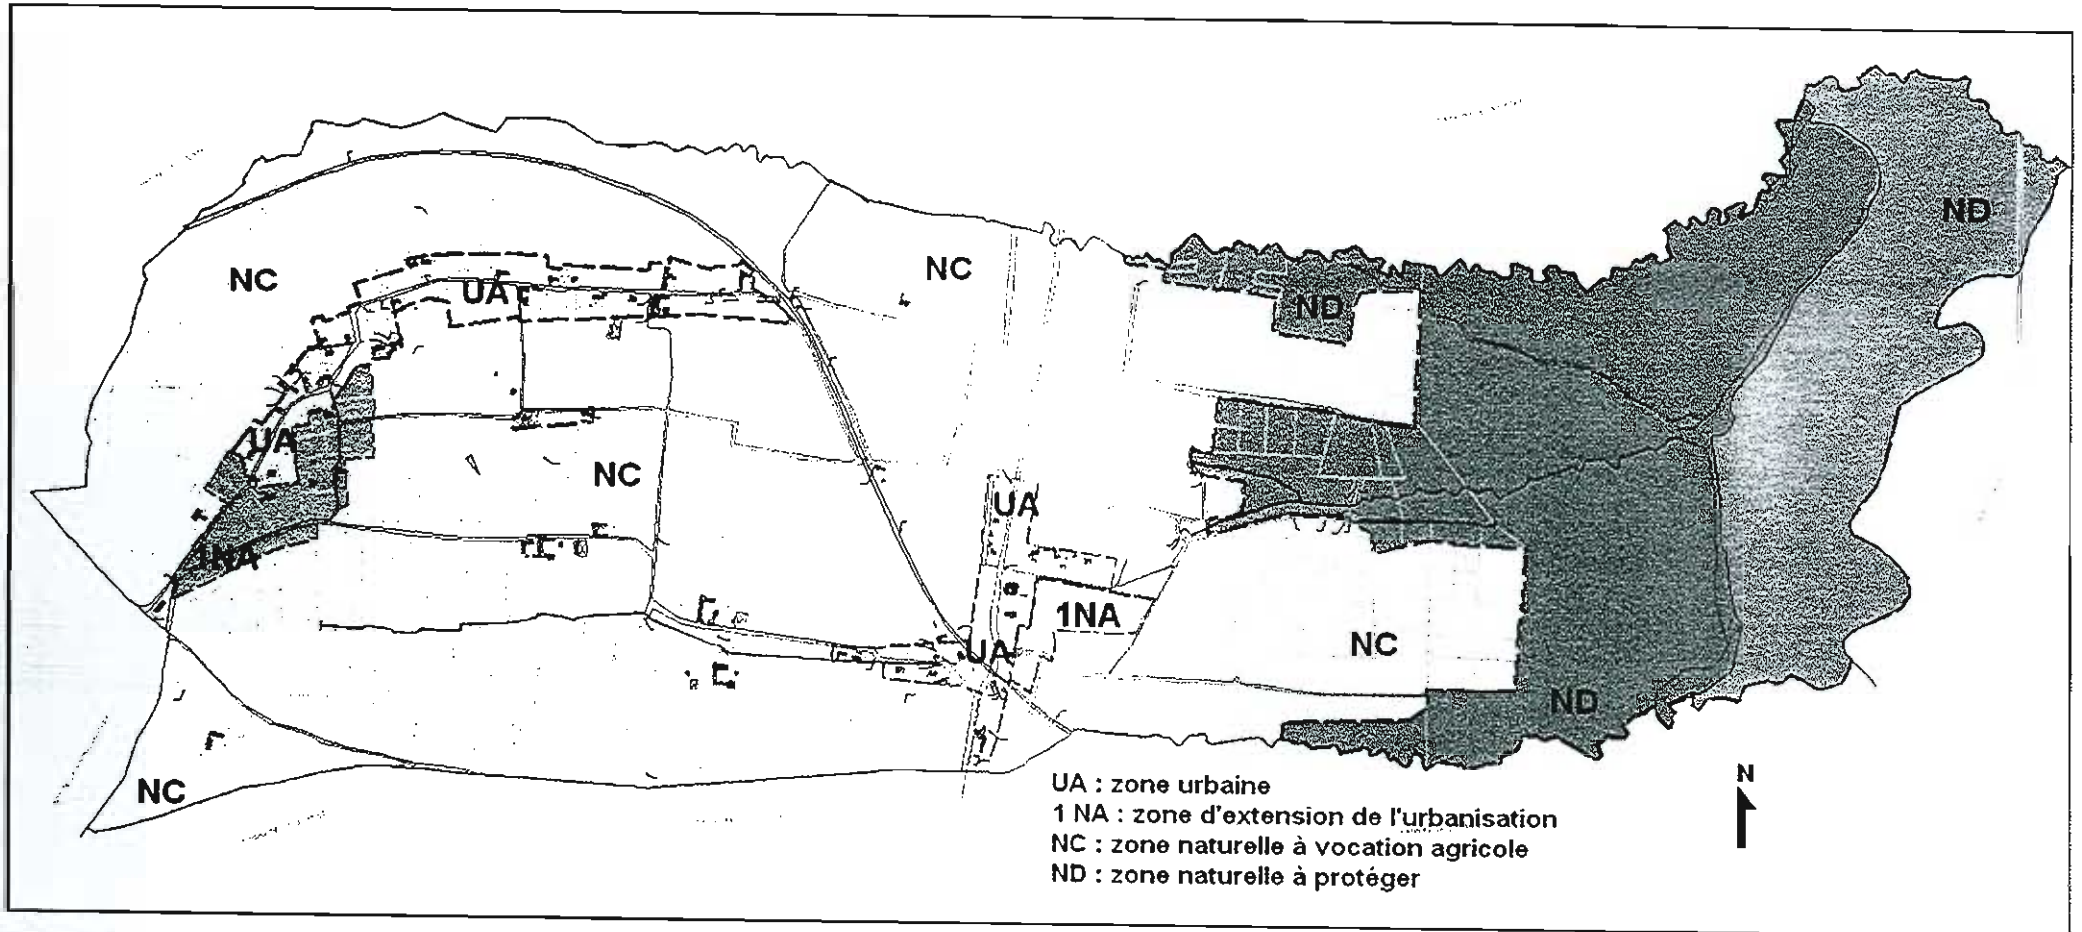 ND
NC
NC
UA
ND
UA
NC
UA
1NA
1NA
UA
NC
ND
NC
N
UA : zone urbaine
1 NA : zone d'extension de l'urbanisation
NC : zone naturelle à vocation agricole
ND : zone naturelle à protéger